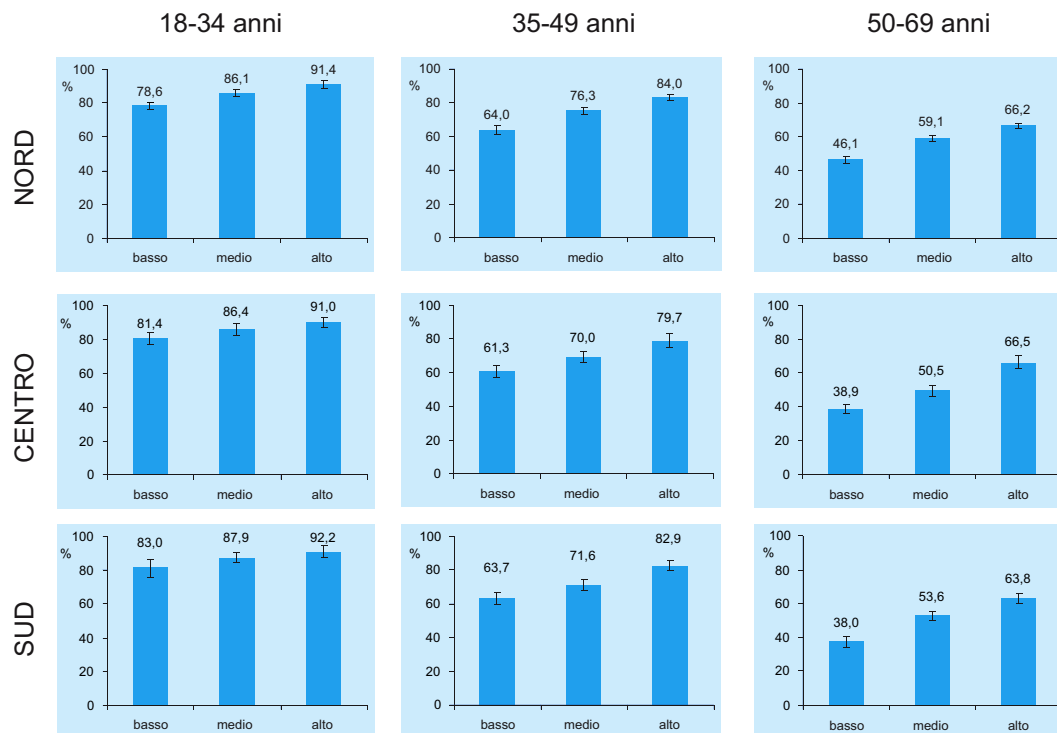 18-34 anni
35-49 anni
50-69 anni
NORD
%
100
80
60
40
20
0
78,6
86,1
91,4
basso
medio
alto
%
100
80
60
40
20
0
64,0
76,3
84,0
basso
medio
alto
%
100
80
60
40
20
0
46,1
59,1
66,2
basso
medio
alto
CENTRO
%
100
80
60
40
20
0
81,4
86,4
91,0
basso
medio
alto
%
100
80
60
40
20
0
61,3
70,0
79,7
basso
medio
alto
%
100
80
60
40
20
0
38,9
50,5
66,5
basso
medio
alto
SUD
%
100
80
60
40
20
0
83,0
87,9
92,2
basso
medio
alto
%
100
80
60
40
20
0
63,7
71,6
82,9
basso
medio
alto
%
100
80
60
40
20
0
38,0
53,6
63,8
basso
medio
alto